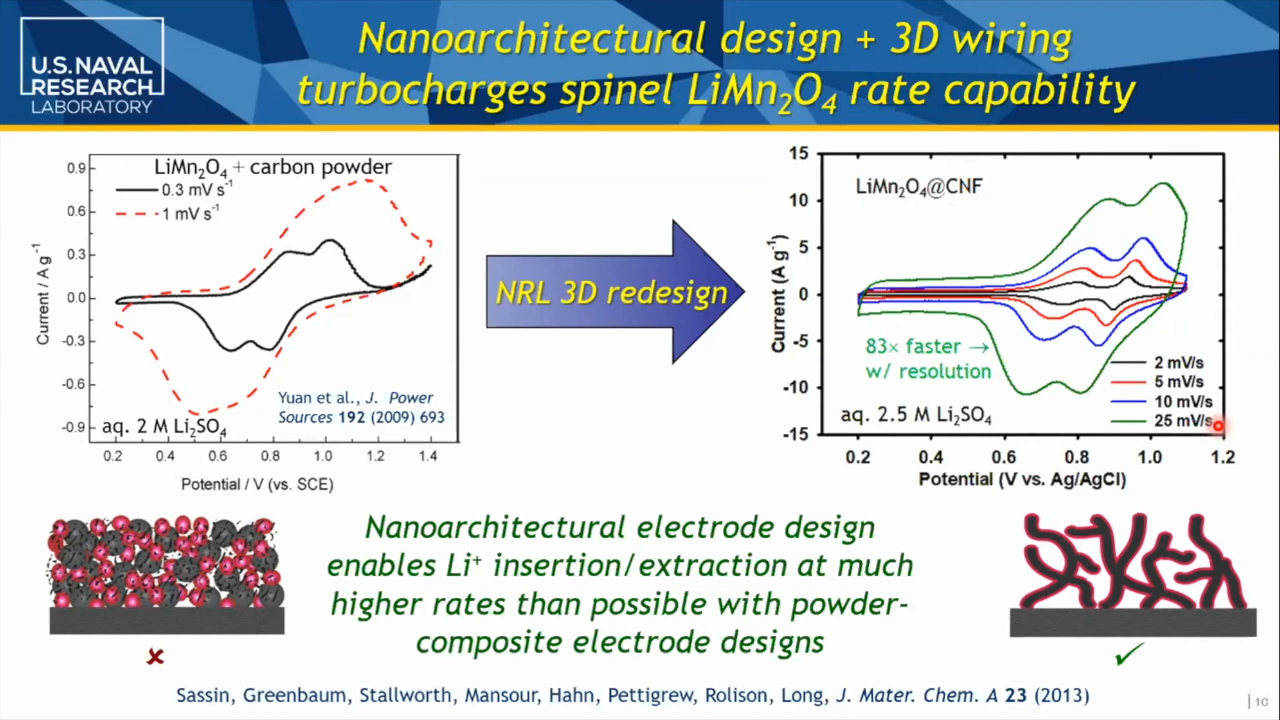 U.S. NAVAL
RESEARCH
LABORATORY
Nanoarchitectural design + 3D wiring
turbocharges spinel LiMn₂O₄ rate capability
LiMn₂O₄ + carbon powder
0.3 mV s⁻¹
1 mV s⁻¹
0.9
0.6
0.3
0.0
-0.3
-0.6
-0.9
Current / A g⁻¹
Yuan et al., J. Power
Sources 192 (2009) 693
aq. 2 M Li₂SO₄
0.2 0.4 0.6 0.8 1.0 1.2 1.4
Potential / V (vs. SCE)
NRL 3D redesign
LiMn₂O₄@CNF
15
10
5
0
-5
-10
-15
Current (A g⁻¹)
83× faster →
w/ resolution
2 mV/s
5 mV/s
10 mV/s
25 mV/s
aq. 2.5 M Li₂SO₄
0.2 0.4 0.6 0.8 1.0 1.2
Potential (V vs. Ag/AgCl)
Nanoarchitectural electrode design
enables Li⁺ insertion/extraction at much
higher rates than possible with powder-
composite electrode designs
✘
✓
Sassin, Greenbaum, Stallworth, Mansour, Hahn, Pettigrew, Rolison, Long, J. Mater. Chem. A 23 (2013)
| 10